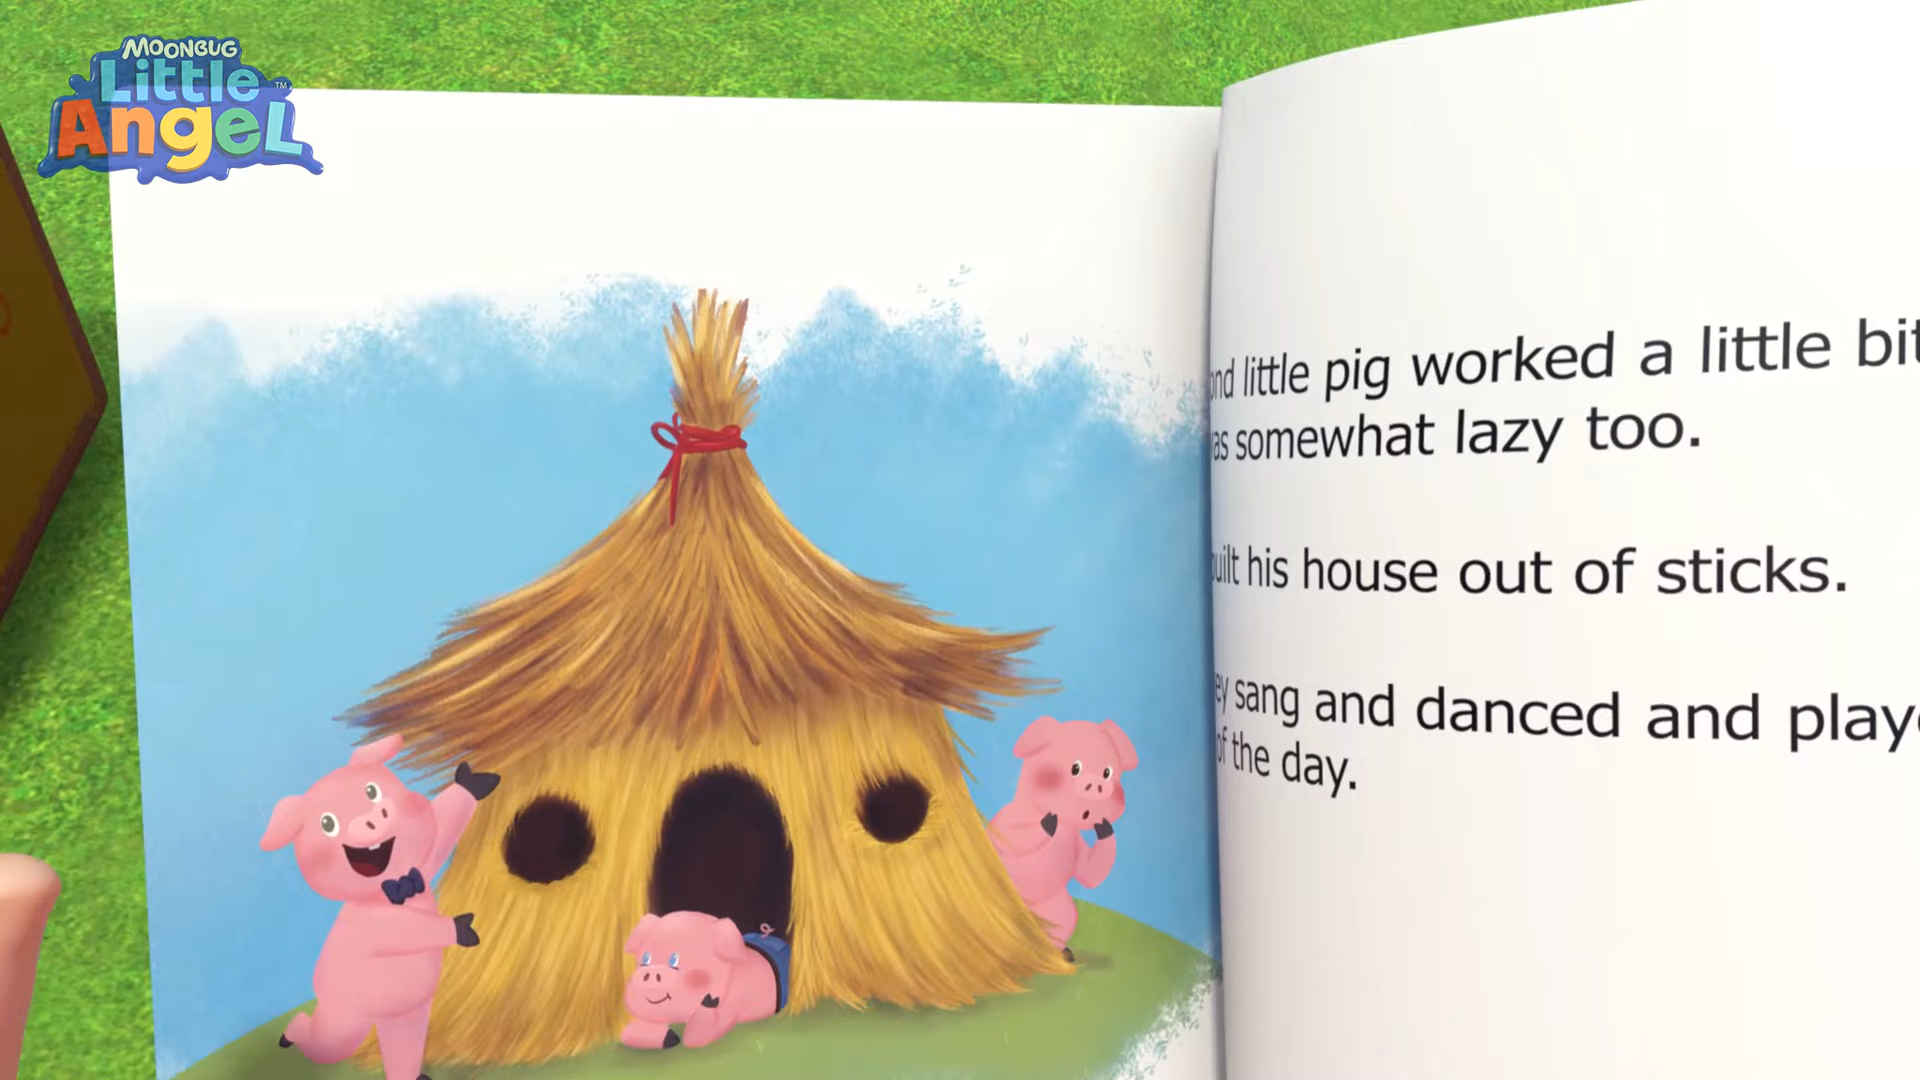 MOONBUG
Little
Angel
TM
little pig worked a little
somewhat lazy too.
his house out of sticks.
sang and danced and
the day.